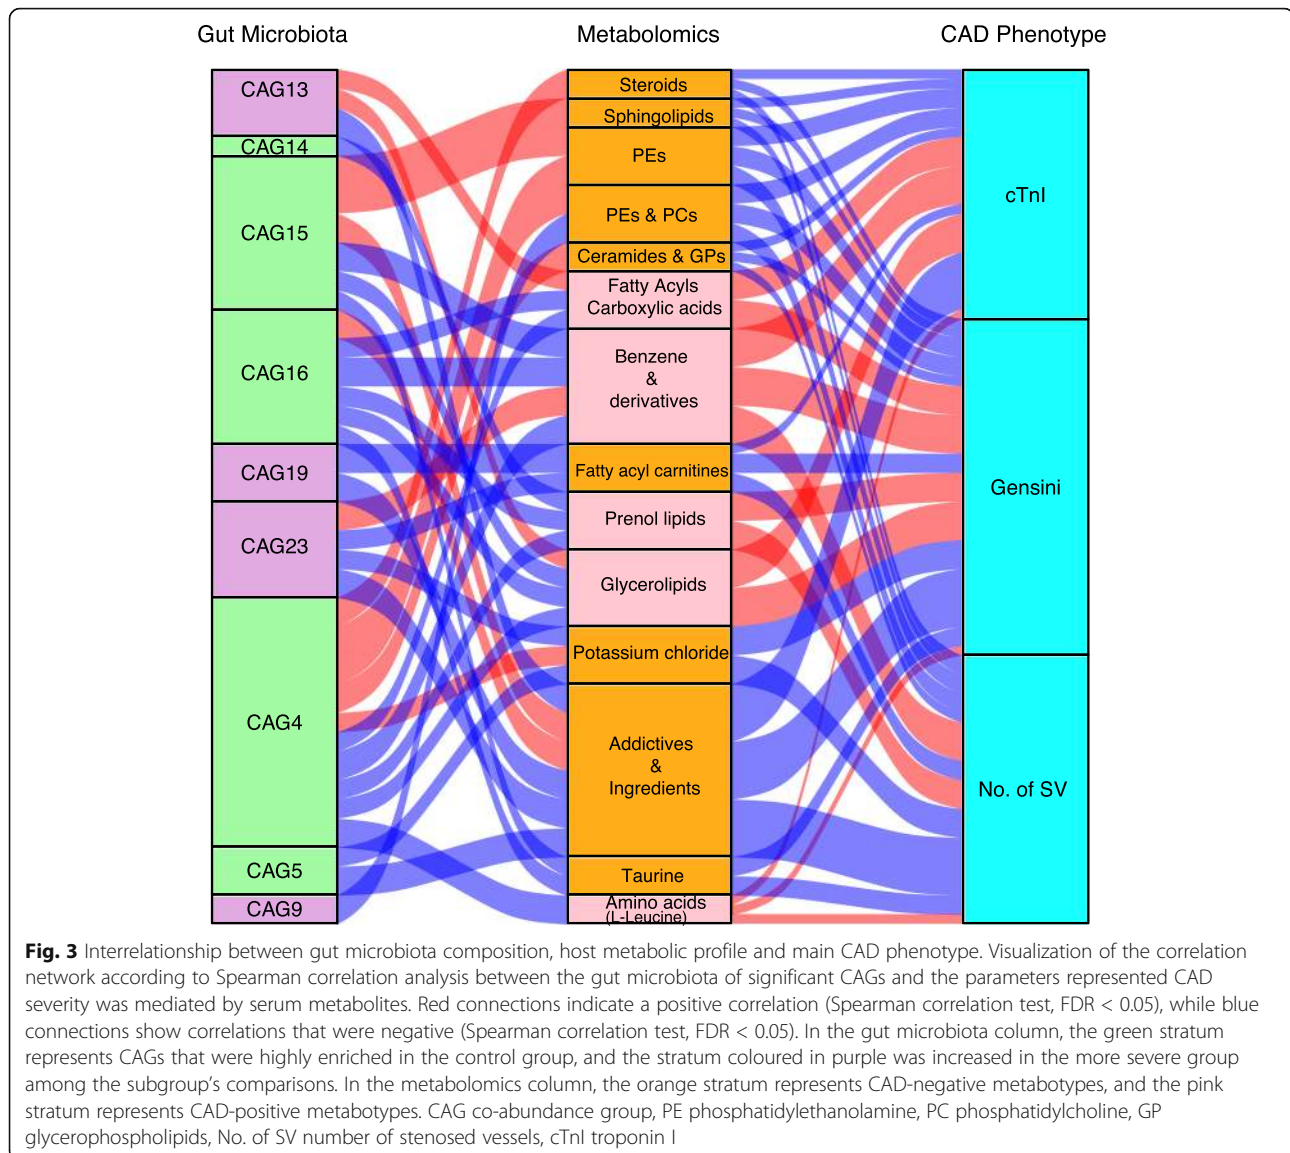 Gut Microbiota
Metabolomics
CAD Phenotype
CAG13
CAG14
CAG15
CAG16
CAG19
CAG23
CAG4
CAG5
CAG9
Steroids
Sphingolipids
PEs
PEs & PCs
Ceramides & GPs
Fatty Acyls
Carboxylic acids
Benzene
&
derivatives
Fatty acyl carnitines
Prenol lipids
Glycerolipids
Potassium chloride
Addictives
&
Ingredients
Taurine
Amino acids
(L-Leucine)
cTnI
Gensini
No. of SV
Fig. 3 Interrelationship between gut microbiota composition, host metabolic profile and main CAD phenotype. Visualization of the correlation
network according to Spearman correlation analysis between the gut microbiota of significant CAGs and the parameters represented CAD
severity was mediated by serum metabolites. Red connections indicate a positive correlation (Spearman correlation test, FDR < 0.05), while blue
connections show correlations that were negative (Spearman correlation test, FDR < 0.05). In the gut microbiota column, the green stratum
represents CAGs that were highly enriched in the control group, and the stratum coloured in purple was increased in the more severe group
among the subgroup's comparisons. In the metabolomics column, the orange stratum represents CAD-negative metabotypes, and the pink
stratum represents CAD-positive metabotypes. CAG co-abundance group, PE phosphatidylethanolamine, PC phosphatidylcholine, GP
glycerophospholipids, No. of SV number of stenosed vessels, cTnI troponin I